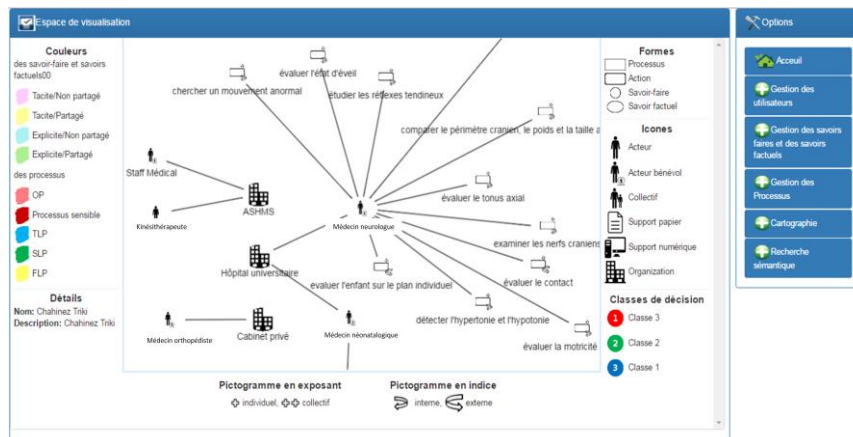 Espace de visualisation
Couleurs
des savoir-faire et savoirs
factuels00
Tacite/Non partagé
Tacite/Partagé
Explicite/Non partagé
Explicite/Partagé
des processus
OP
Processus sensible
TLP
SLP
FLP
Détails
Nom: Chahinez Triki
Description: Chahinez Triki
évaluer l'état d'éveil
chercher un mouvement anormal
étudier les réflexes tendineux
comparer le périmètre cranien, le poids et la taille a
Staff Médical
évaluer le tonus axial
ASHMS
Kinésithérapeute
Médecin neurologue
examiner les nerfs craniens
Hôpital universitaire
évaluer l'enfant sur le plan individuel
évaluer le contact
détecter l'hypertonie et l'hypotonie
Médecin orthopédiste
Cabinet privé
Médecin néonatalogique
évaluer la motricité
Pictogramme en exposant
individuel, collectif
Pictogramme en indice
interne, externe
Formes
Processus
Action
Savoir-faire
Savoir factuel
Icones
Acteur
Acteur bénévol
Collectif
Support papier
Support numérique
Organization
Classes de décision
1 Classe 3
2 Classe 2
3 Classe 1
Options
Acceuil
Gestion des
utilisateurs
Gestion des savoirs
faires et des savoirs
factuels
Gestion des
Processus
Cartographie
Recherche
sémantique